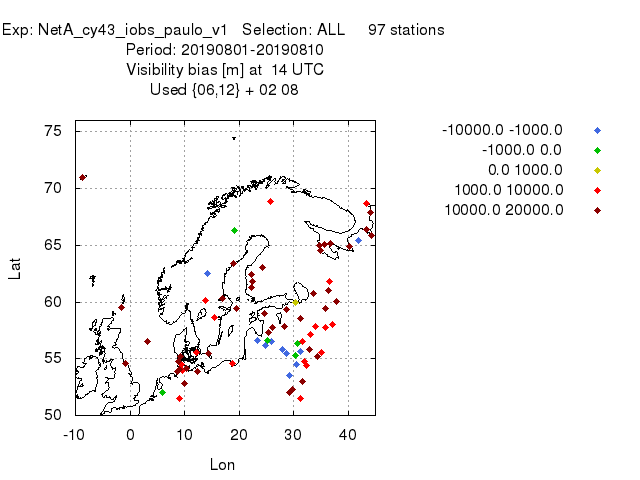 Exp: NetA_cy43_iobs_paulo_v1 Selection: ALL 97 stations
Period: 20190801-20190810
Visibility bias [m] at 14 UTC
Used {06,12} + 02 08
75
70
65
60
55
50
-10 0 10 20 30 40
Lat
Lon
-10000.0 -1000.0
-1000.0 0.0
0.0 1000.0
1000.0 10000.0
10000.0 20000.0